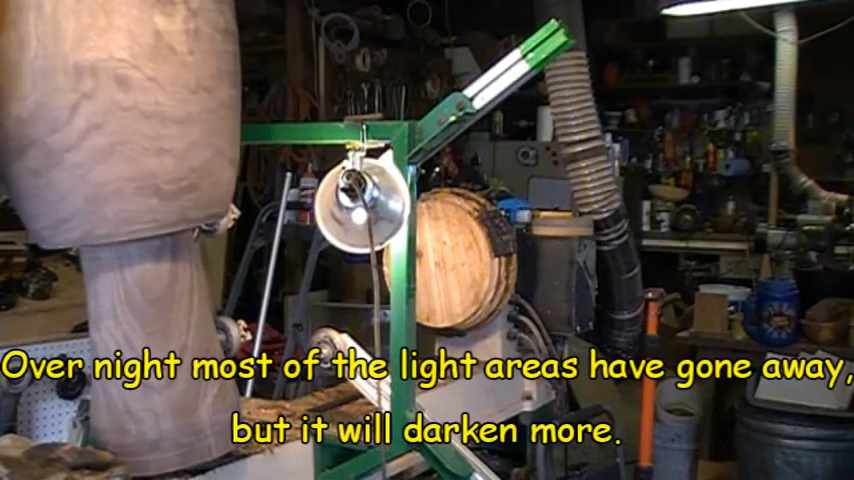 Over night most of the light areas have gone away,
but it will darken more.